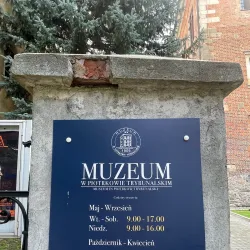 MUZEUM
W PIOTRKOWIE TRYBUNALSKIM
Maj - Wrzesień
Wt. - Sob. 9.00 - 17.00
Niedz. 9.00 - 16.00
Październik - Kwiecień